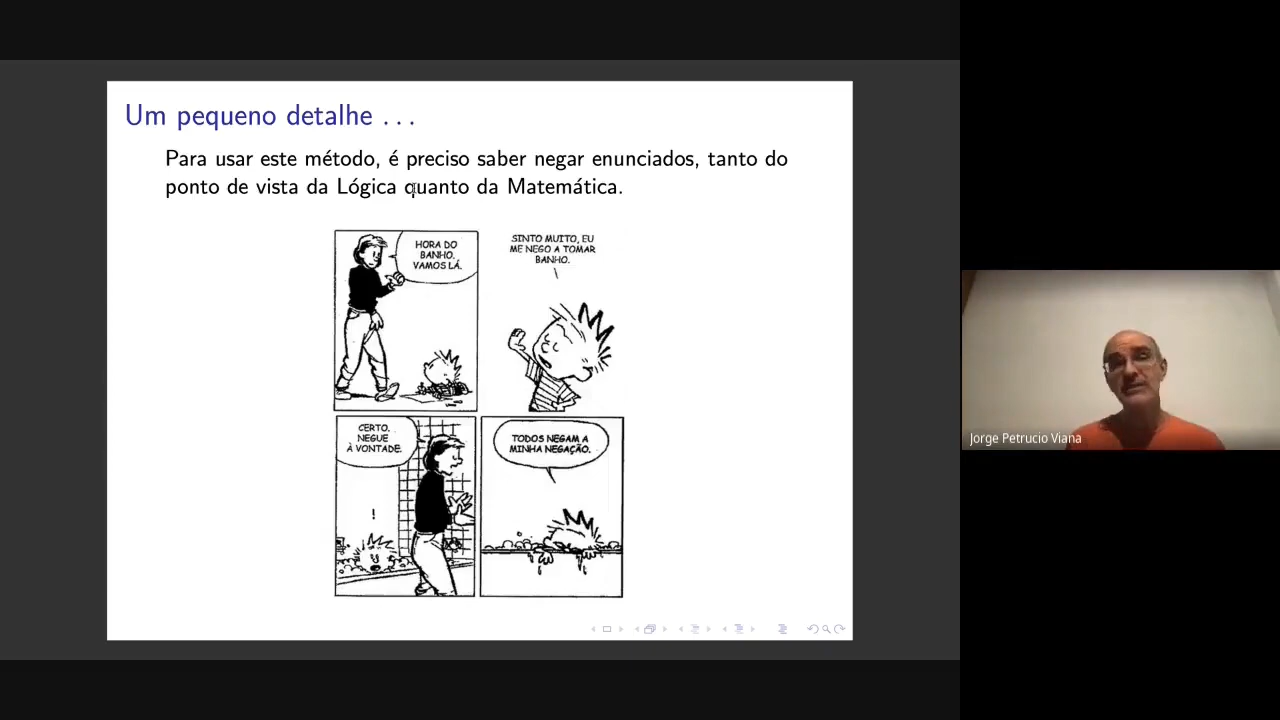 Um pequeno detalhe . . .
Para usar este método, é preciso saber negar enunciados, tanto do
ponto de vista da Lógica quanto da Matemática.
HORA DO
BANHO.
VAMOS LÁ.
SINTO MUITO, EU
ME NEGO A TOMAR
BANHO.
CERTO.
NEGUE
À VONTADE.
!
TODOS NEGAM A
MINHA NEGAÇÃO.
Jorge Petrucio Viana